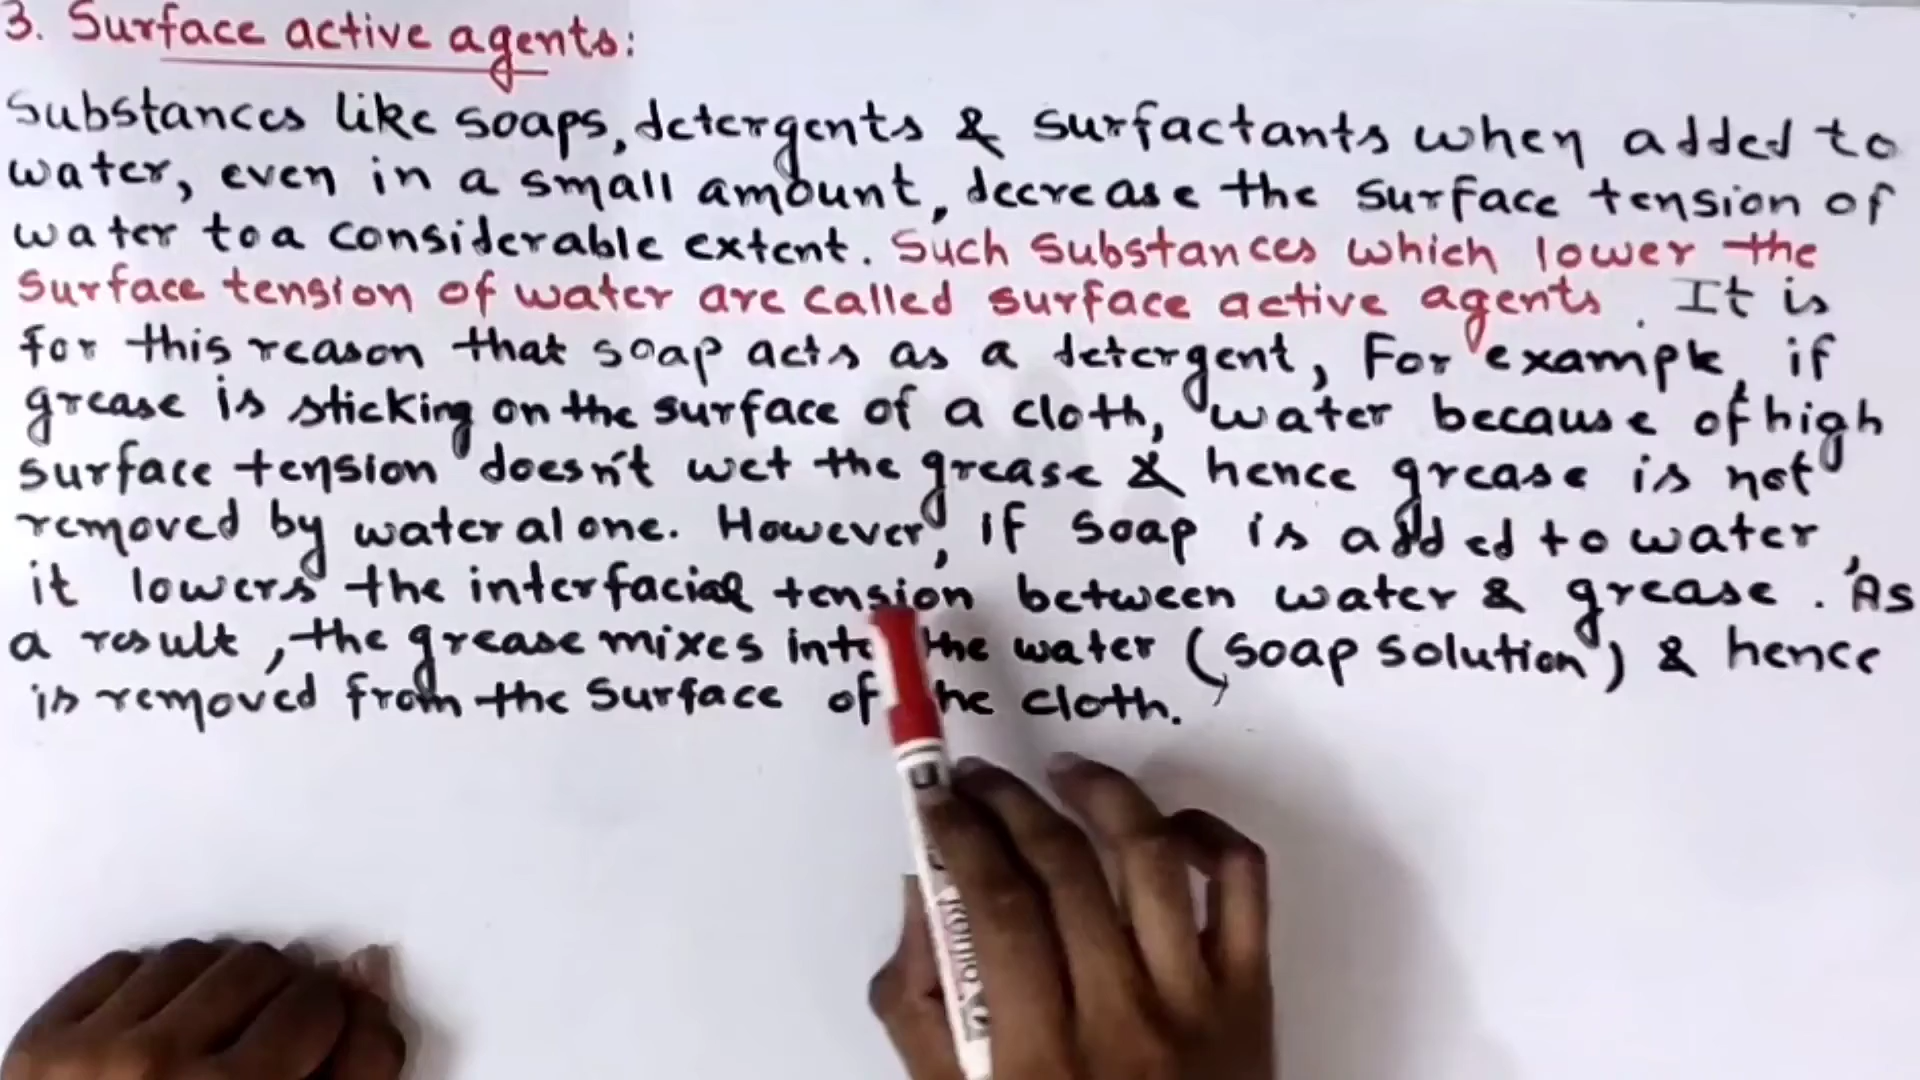 3. Surface active agents:
Substances like soaps, detergents & surfactants when added to
water, even in a small amount, decrease the surface tension of
water to a considerable extent. Such substances which lower the
surface tension of water are called surface active agents. It is
for this reason that soap acts as a detergent, For example, if
grease is sticking on the surface of a cloth, water because of high
surface tension doesn't wet the grease & hence grease is not
removed by water alone. However, if soap is added to water,
it lowers the interfacial tension between water & grease. As
a result, the grease mixes into the water (soap solution) & hence
is removed from the surface of the cloth.